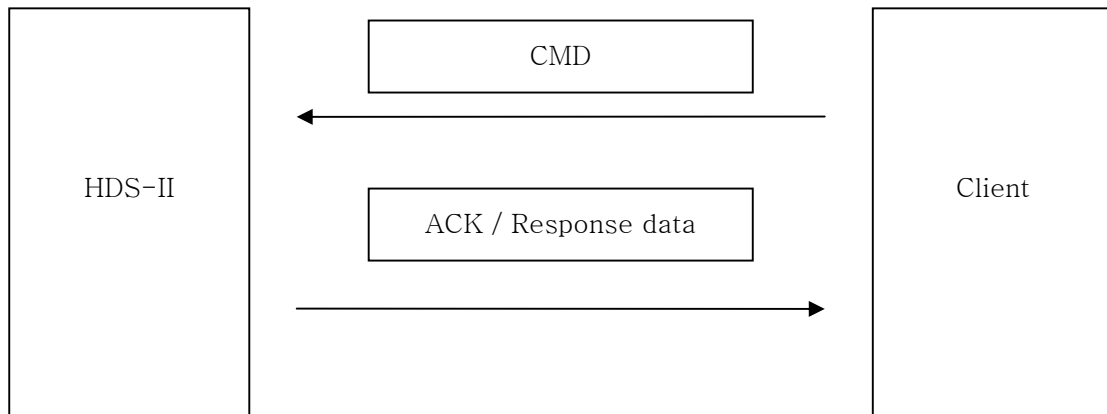 CMD
HDS-II
Client
ACK / Response data